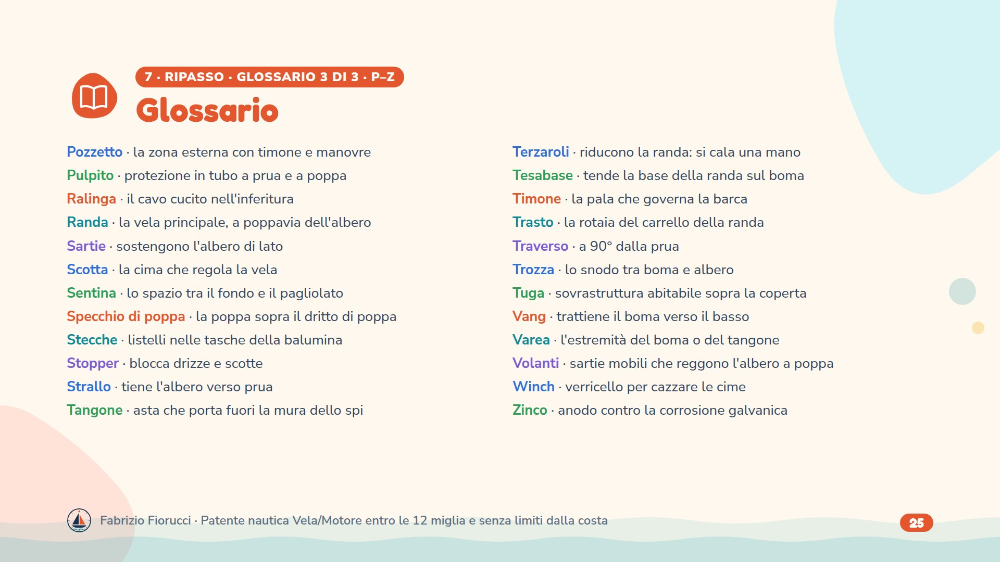 7 · RIPASSO · GLOSSARIO 3 DI 3 · P–Z
Glossario
Pozzetto · la zona esterna con timone e manovre
Pulpito · protezione in tubo a prua e a poppa
Ralinga · il cavo cucito nell'inferitura
Randa · la vela principale, a poppavia dell'albero
Sartie · sostengono l'albero di lato
Scotta · la cima che regola la vela
Sentina · lo spazio tra il fondo e il pagliolato
Specchio di poppa · la poppa sopra il dritto di poppa
Stecche · listelli nelle tasche della balumina
Stopper · blocca drizze e scotte
Strallo · tiene l'albero verso prua
Tangone · asta che porta fuori la mura dello spi
Terzaroli · riducono la randa: si cala una mano
Tesabase · tende la base della randa sul boma
Timone · la pala che governa la barca
Trasto · la rotaia del carrello della randa
Traverso · a 90° dalla prua
Trozza · lo snodo tra boma e albero
Tuga · sovrastruttura abitabile sopra la coperta
Vang · trattiene il boma verso il basso
Varea · l'estremità del boma o del tangone
Volanti · sartie mobili che reggono l'albero a poppa
Winch · verricello per cazzare le cime
Zinco · anodo contro la corrosione galvanica
Fabrizio Fiorucci · Patente nautica Vela/Motore entro le 12 miglia e senza limiti dalla costa
25